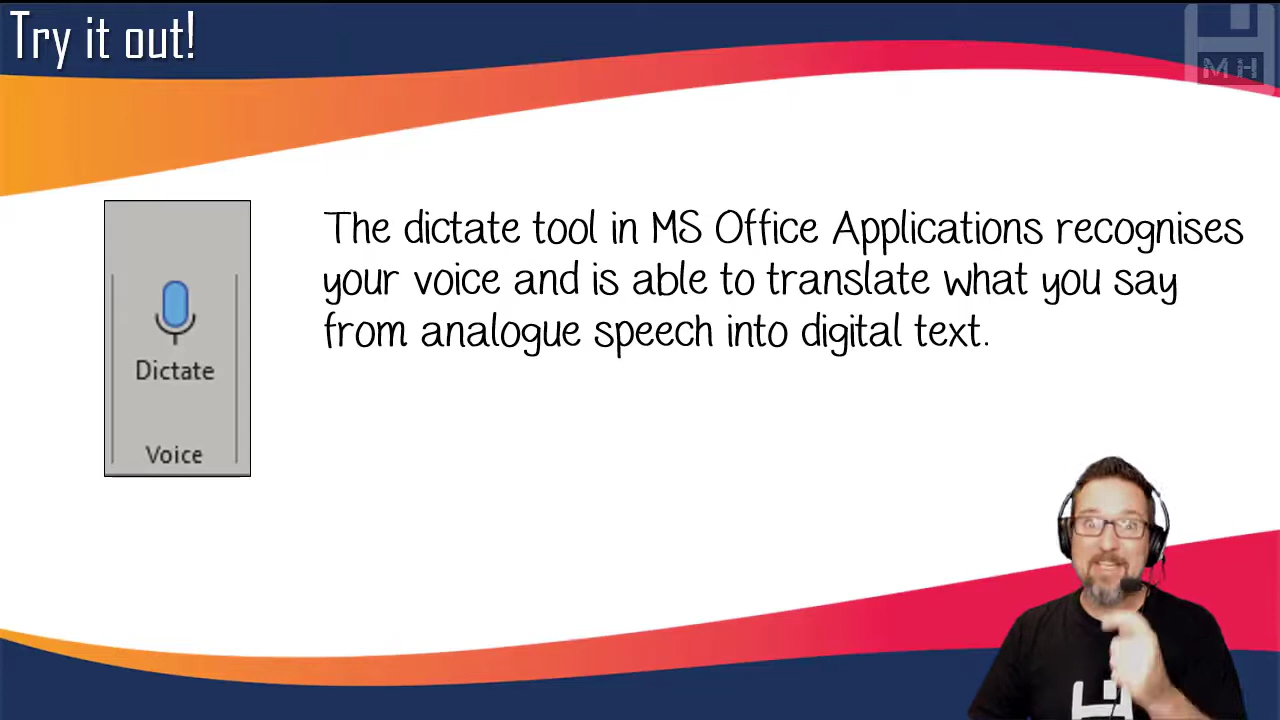 Try it out!
MH
The dictate tool in MS Office Applications recognises
your voice and is able to translate what you say
from analogue speech into digital text.
Dictate
Voice